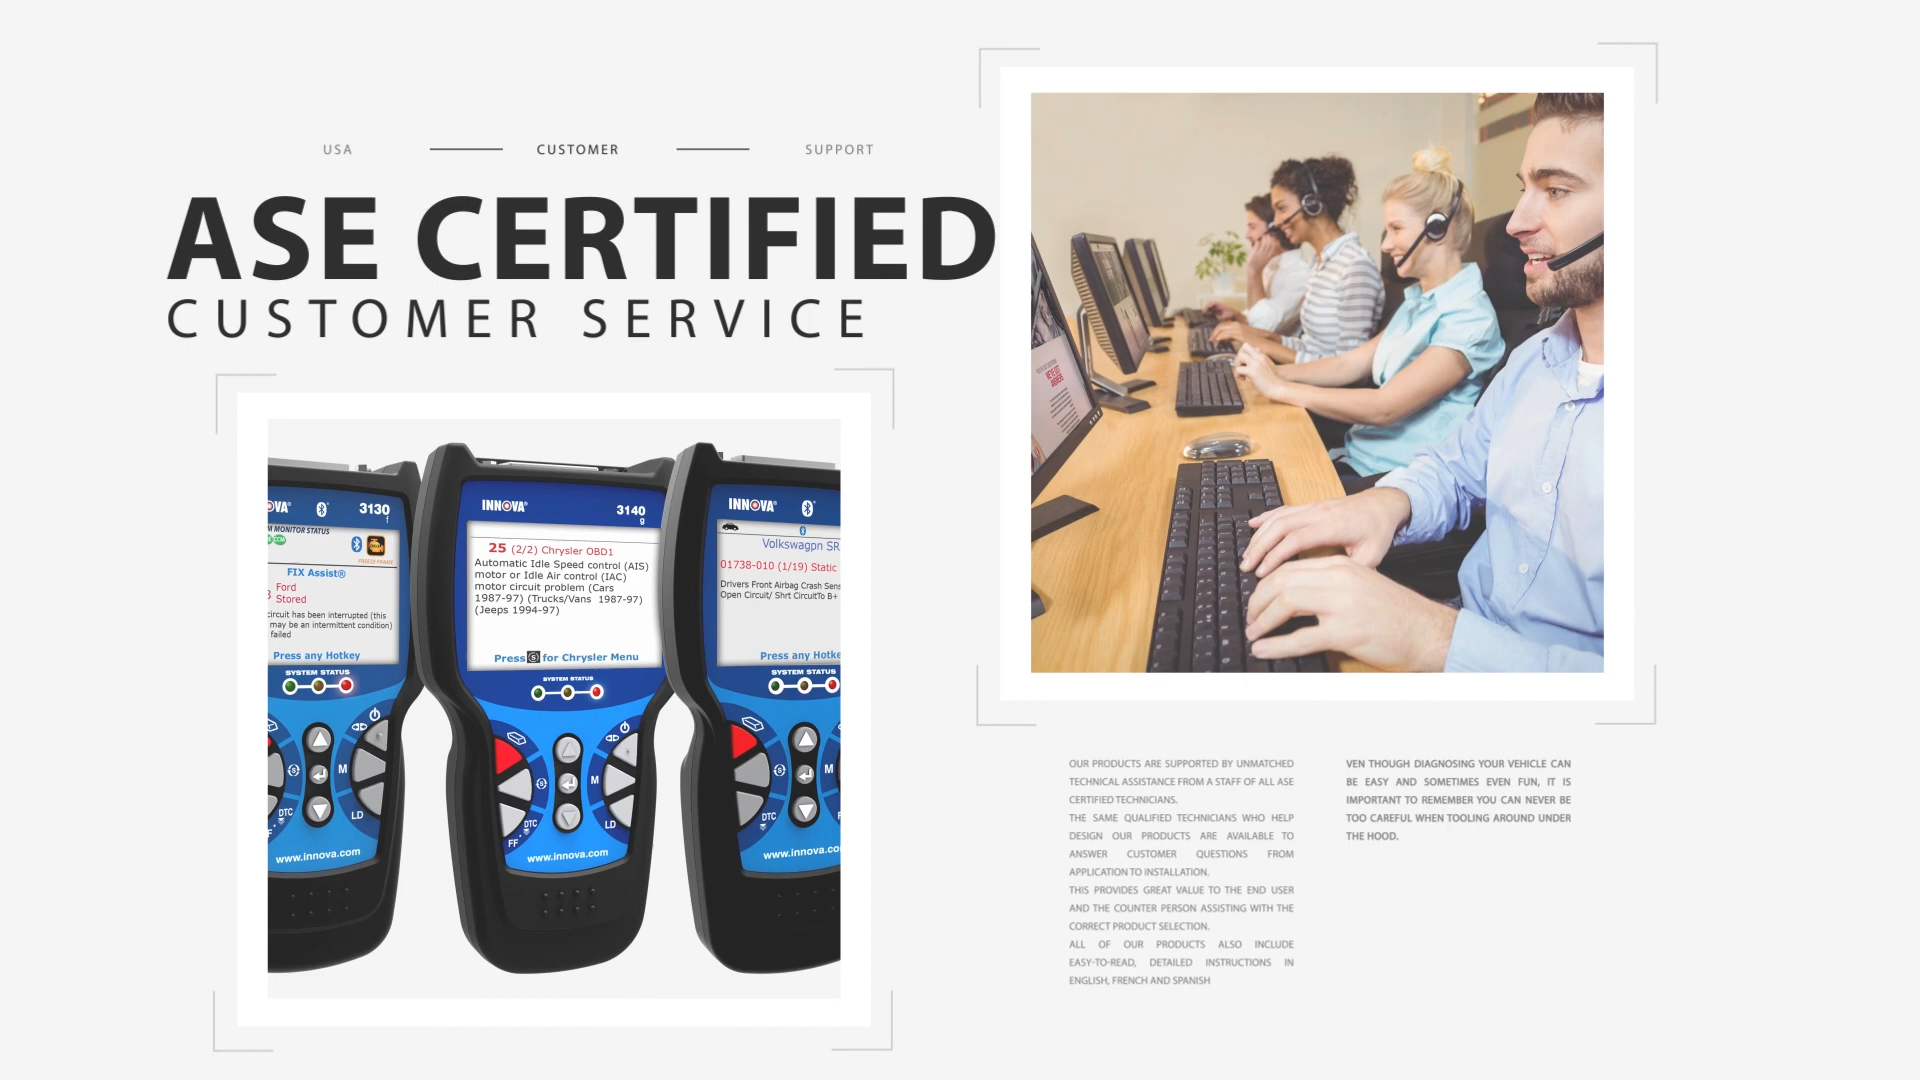 USA CUSTOMER SUPPORT
ASE CERTIFIED
CUSTOMER SERVICE
OVA® 3130
f
M MONITOR STATUS
FREEZE FRAME
FIX Assist®
3 Ford
Stored
circuit has been interrupted (this
may be an intermittent condition)
failed
Press any Hotkey
SYSTEM STATUS
M
DTC
LD
FF
www.innova.com
INNOVA® 3140
g
25 (2/2) Chrysler OBD1
Automatic Idle Speed control (AIS)
motor or Idle Air control (IAC)
motor circuit problem (Cars
1987-97) (Trucks/Vans 1987-97)
(Jeeps 1994-97)
Press S for Chrysler Menu
SYSTEM STATUS
M
DTC
LD
FF
www.innova.com
INNOVA®
Volkswagpn SR
01738-010 (1/19) Static
Drivers Front Airbag Crash Sens
Open Circuit/ Shrt CircuitTo B+
Press any Hotke
SYSTEM STATUS
M
DTC
www.innova.co
WE'VE GOT
ANSWERS
OUR PRODUCTS ARE SUPPORTED BY UNMATCHED
TECHNICAL ASSISTANCE FROM A STAFF OF ALL ASE
CERTIFIED TECHNICIANS.
THE SAME QUALIFIED TECHNICIANS WHO HELP
DESIGN OUR PRODUCTS ARE AVAILABLE TO
ANSWER CUSTOMER QUESTIONS FROM
APPLICATION TO INSTALLATION.
THIS PROVIDES GREAT VALUE TO THE END USER
AND THE COUNTER PERSON ASSISTING WITH THE
CORRECT PRODUCT SELECTION.
ALL OF OUR PRODUCTS ALSO INCLUDE
EASY-TO-READ, DETAILED INSTRUCTIONS IN
ENGLISH, FRENCH AND SPANISH
VEN THOUGH DIAGNOSING YOUR VEHICLE CAN
BE EASY AND SOMETIMES EVEN FUN, IT IS
IMPORTANT TO REMEMBER YOU CAN NEVER BE
TOO CAREFUL WHEN TOOLING AROUND UNDER
THE HOOD.